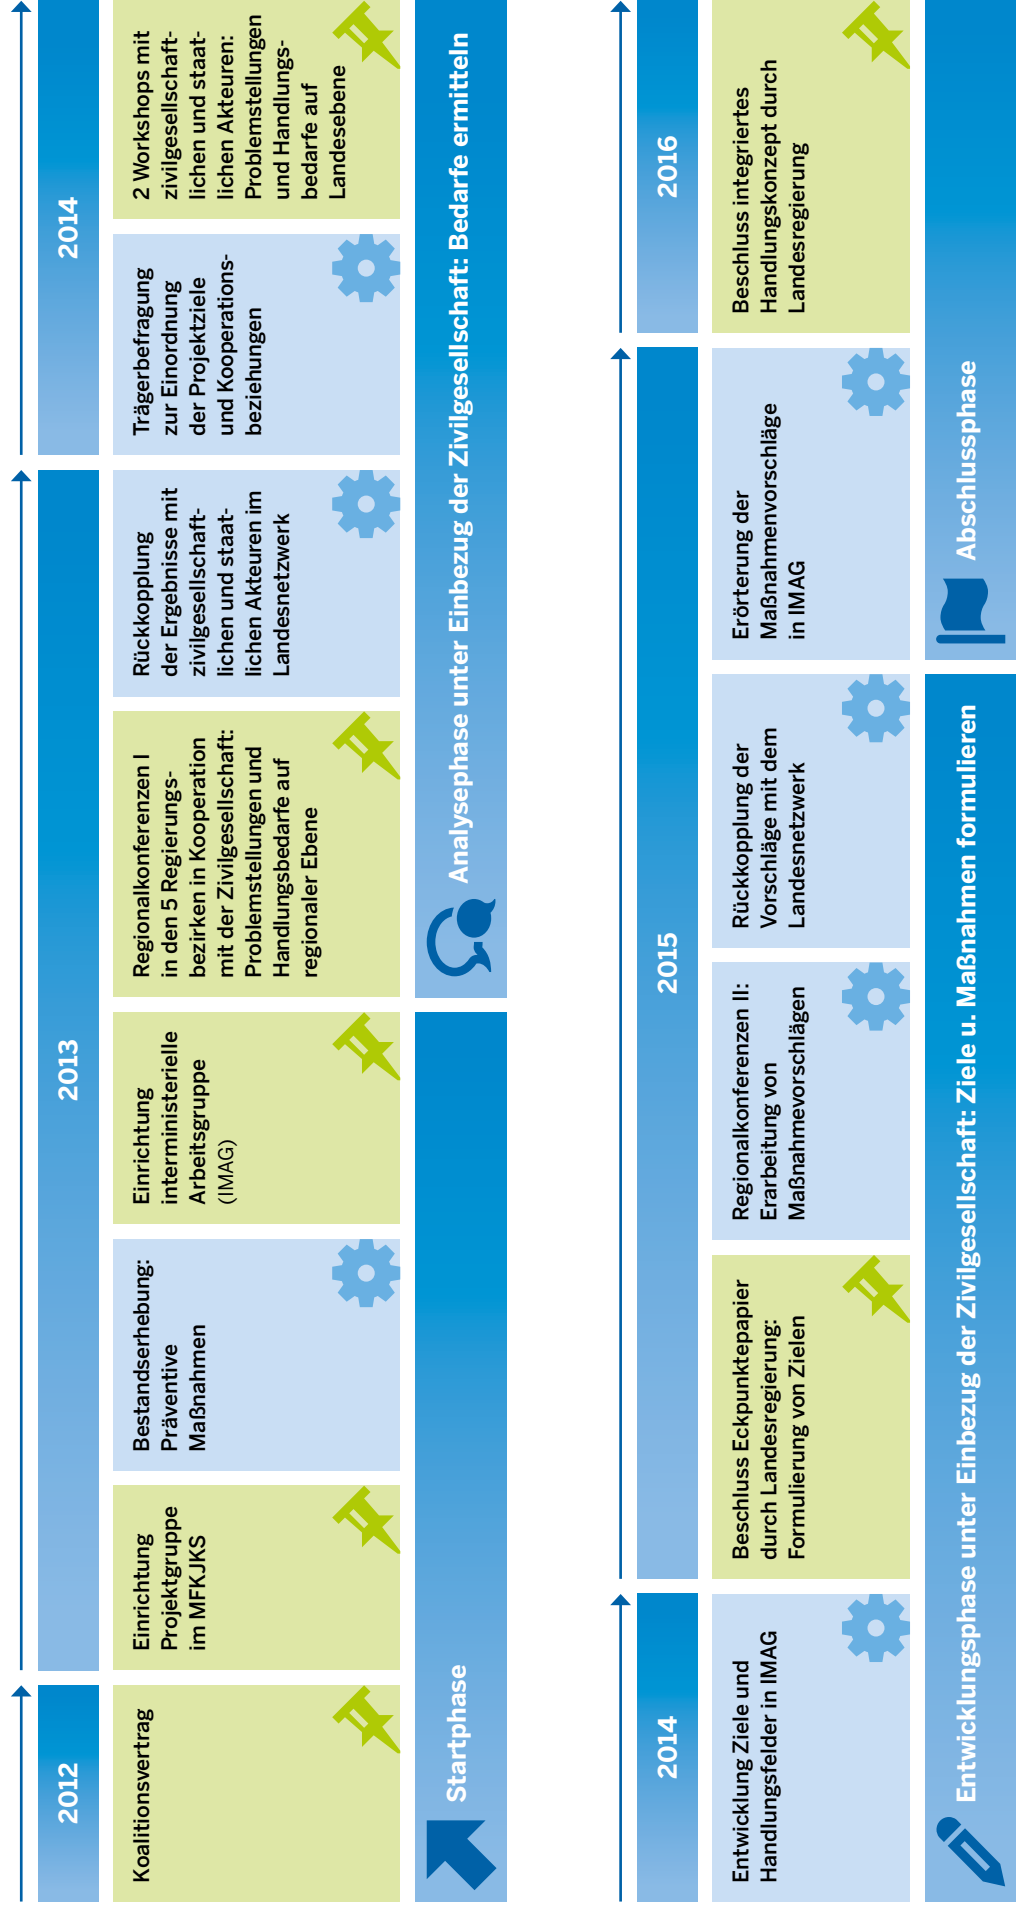 2012
2013
2014
Koalitionsvertrag
Einrichtung
Projektgruppe
im MFKJKS
Bestandserhebung:
Präventive
Maßnahmen
Einrichtung
interministerielle
Arbeitsgruppe
(IMAG)
Regionalkonferenzen I
in den 5 Regierungs-
bezirken in Kooperation
mit der Zivilgesellschaft:
Problemstellungen und
Handlungsbedarfe auf
regionaler Ebene
Rückkopplung
der Ergebnisse mit
zivilgesellschaft-
lichen und staat-
lichen Akteuren im
Landesnetzwerk
Trägerbefragung
zur Einordnung
der Projektziele
und Kooperations-
beziehungen
2 Workshops mit
zivilgesellschaft-
lichen und staat-
lichen Akteuren:
Problemstellungen
und Handlungs-
bedarfe auf
Landesebene
Startphase
Analysephase unter Einbezug der Zivilgesellschaft: Bedarfe ermitteln
2014
2015
2016
Entwicklung Ziele und
Handlungsfelder in IMAG
Beschluss Eckpunktepapier
durch Landesregierung:
Formulierung von Zielen
Regionalkonferenzen II:
Erarbeitung von
Maßnahmevorschlägen
Rückkopplung der
Vorschläge mit dem
Landesnetzwerk
Erörterung der
Maßnahmenvorschläge
in IMAG
Beschluss integriertes
Handlungskonzept durch
Landesregierung
Entwicklungsphase unter Einbezug der Zivilgesellschaft: Ziele u. Maßnahmen formulieren
Abschlussphase